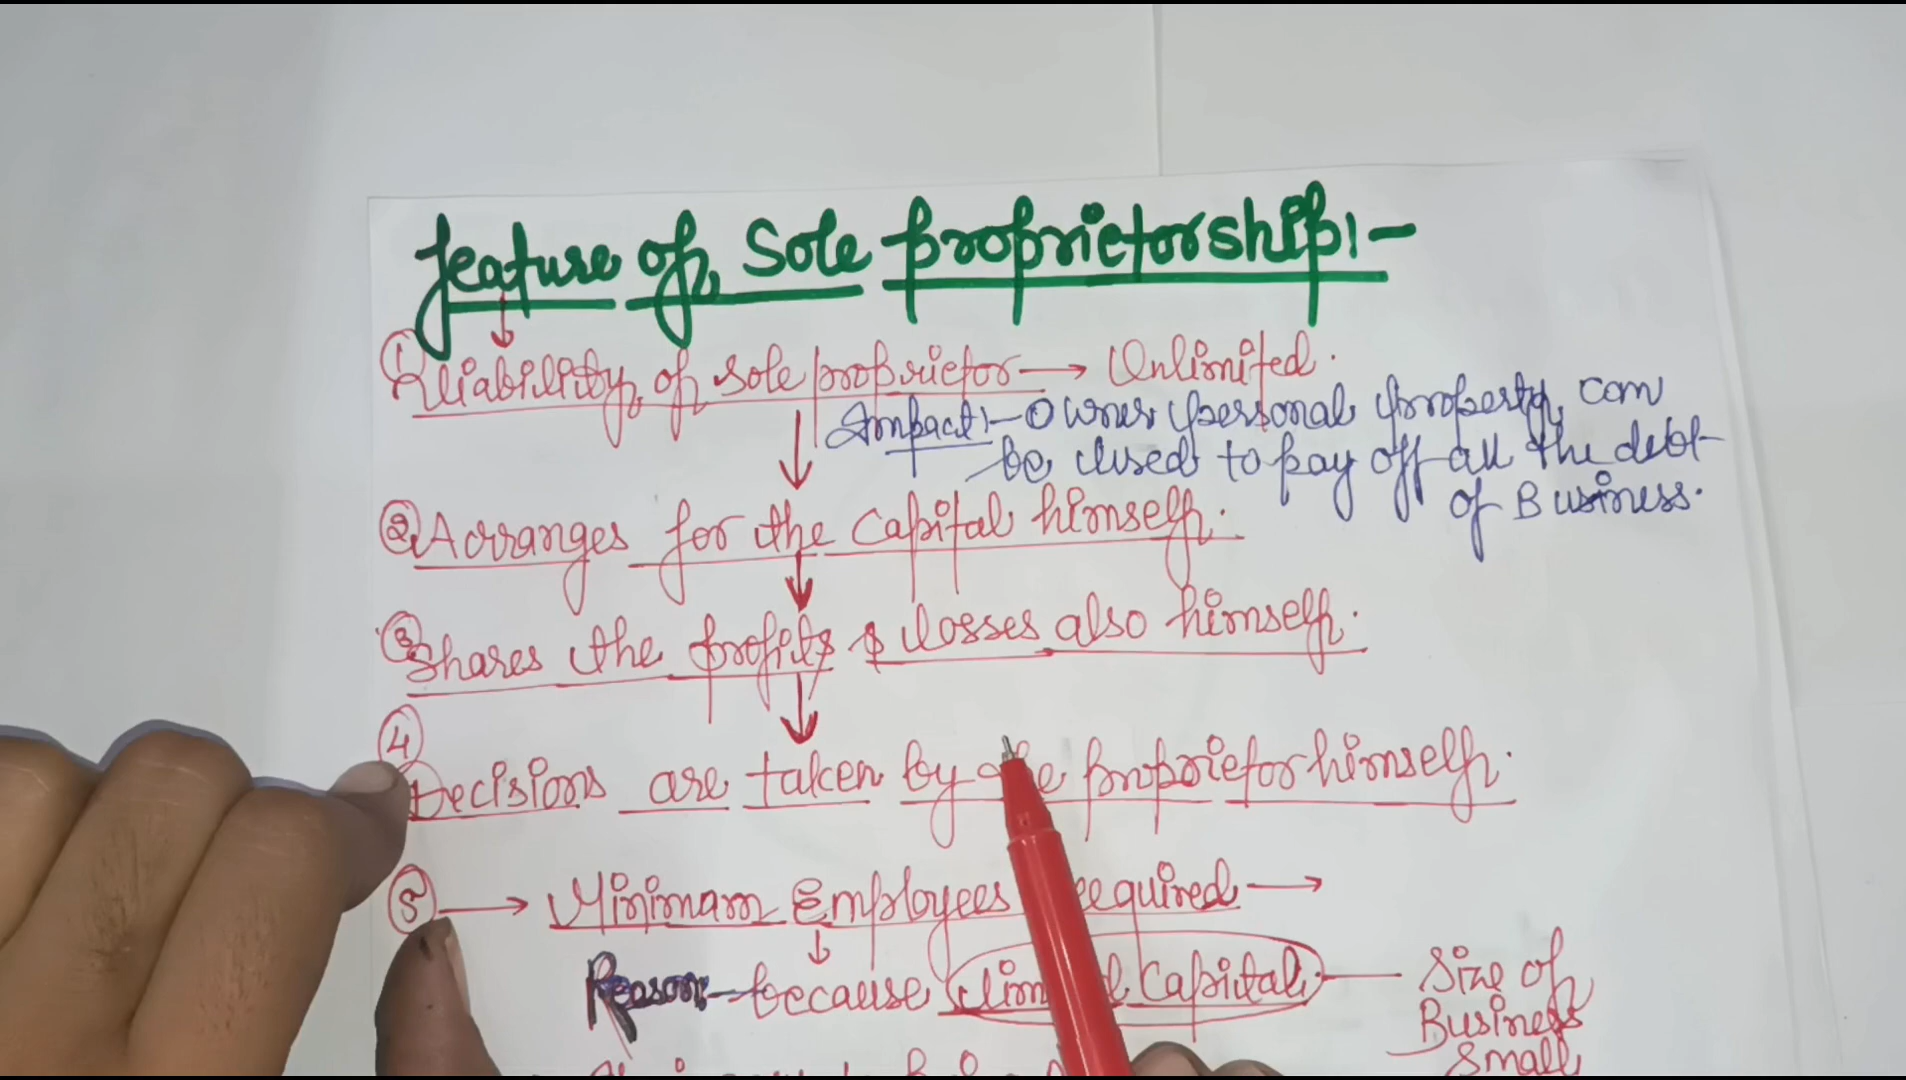 Feature of Sole proprietorship:-
① Liability of sole proprietor → Unlimited.
Impact:- Owner personal property can
be used to pay off all the debt
of Business.
② Arranges for the capital himself.
③ Shares the profits & losses also himself.
④
Decisions are taken by the proprietor himself.
⑤ → Minimam Employees required →
Reason- because limited Capital — Size of
Business
Small